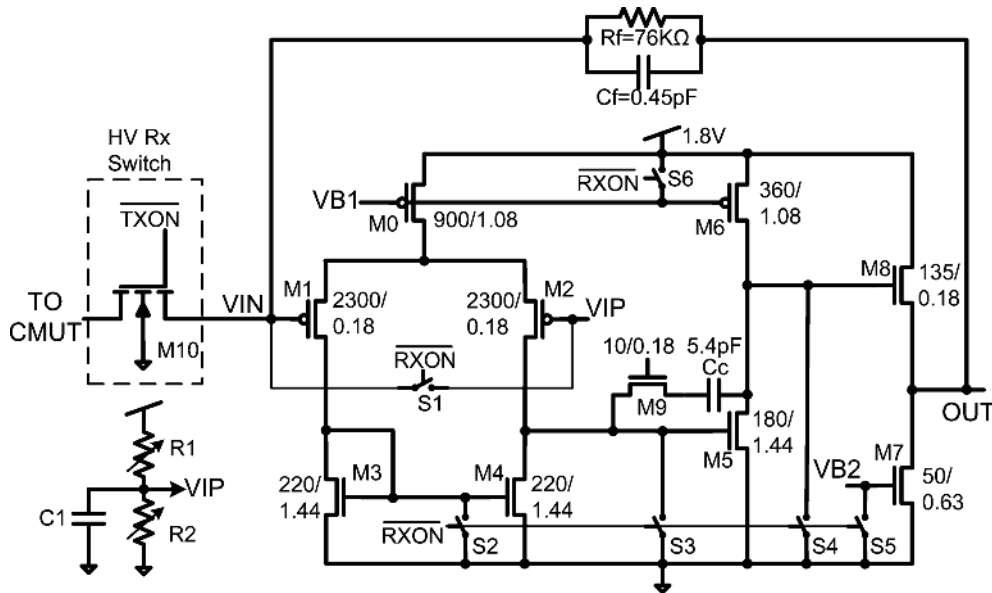 Rf=76KΩ
Cf=0.45pF
1.8V
HV Rx
Switch
TXON
RXON
S6
VB1
M0
900/1.08
M6
360/
1.08
M8
135/
0.18
TO
CMUT
M10
VIN
M1
2300/
0.18
2300/
0.18
M2
VIP
RXON
S1
10/0.18
M9
5.4pF
Cc
M5
180/
1.44
OUT
R1
VIP
C1
R2
M3
220/
1.44
M4
220/
1.44
VB2
M7
50/
0.63
RXON
S2
S3
S4
S5